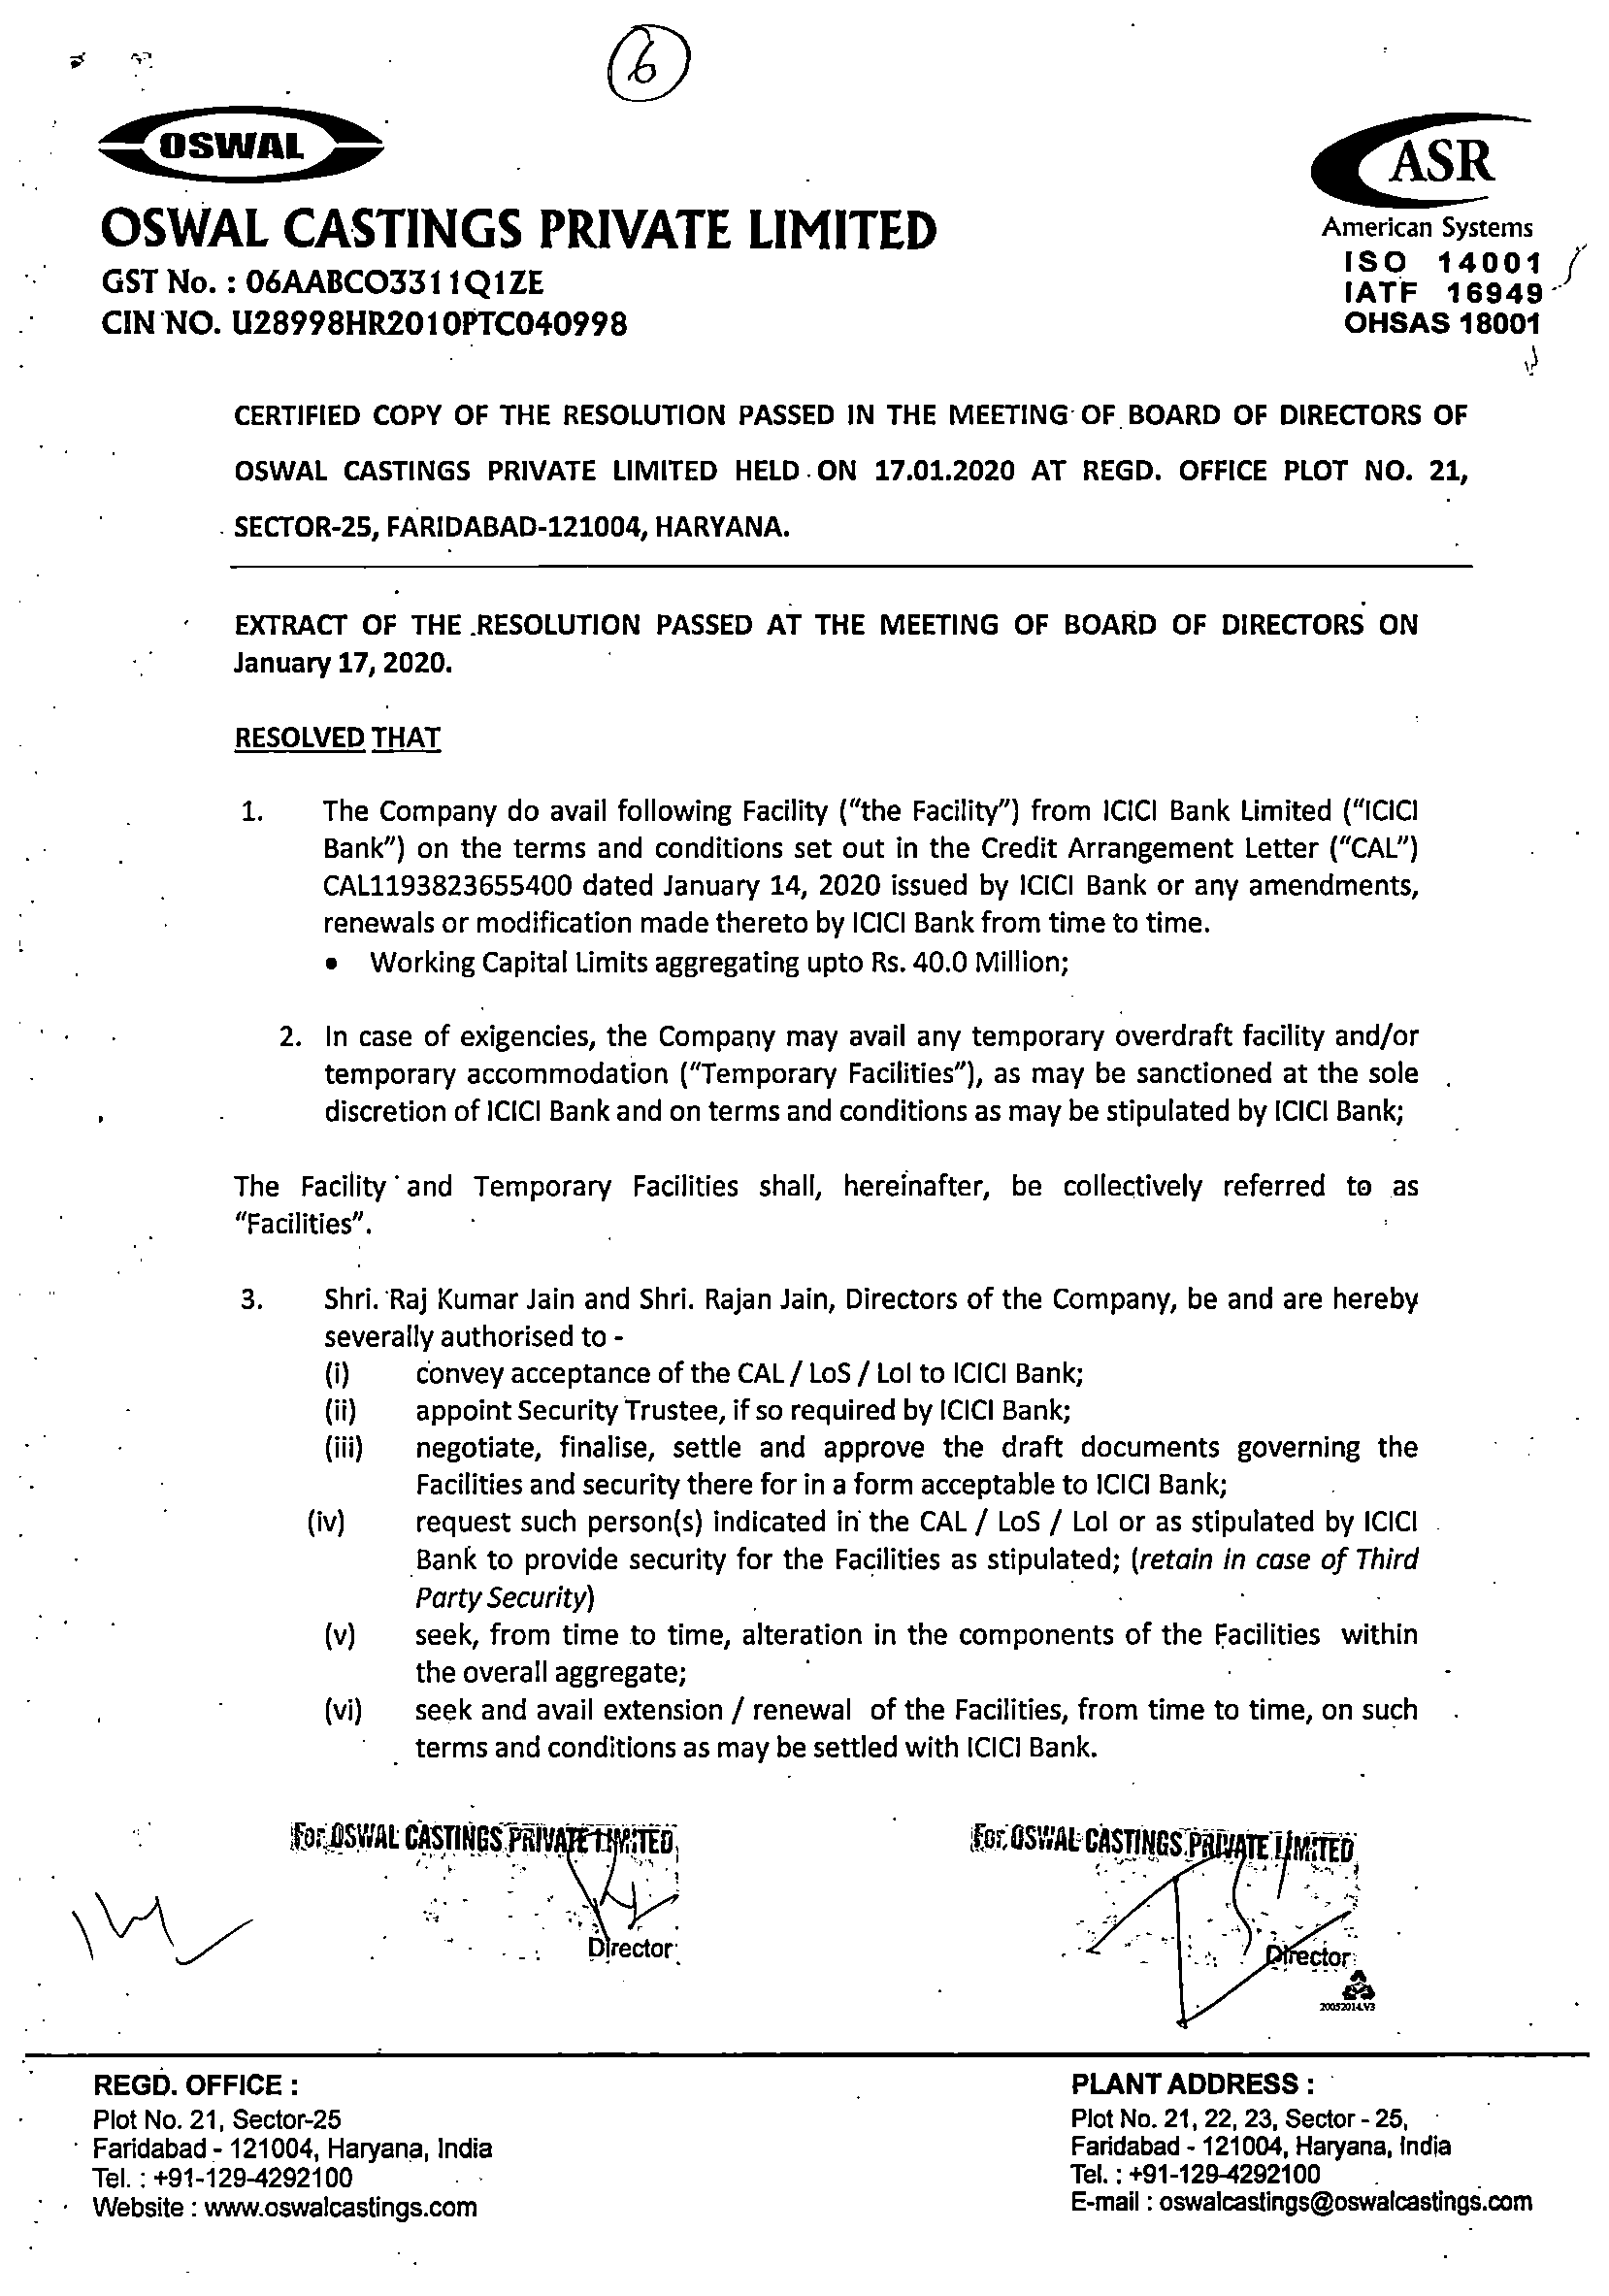 6
OSWAL
ASR
American Systems
ISO 14001
IATF 16949
OHSAS 18001
OSWAL CASTINGS PRIVATE LIMITED
GST No. : 06AABCO3311Q1ZE
CIN NO. U28998HR2010PTC040998
CERTIFIED COPY OF THE RESOLUTION PASSED IN THE MEETING OF BOARD OF DIRECTORS OF
OSWAL CASTINGS PRIVATE LIMITED HELD ON 17.01.2020 AT REGD. OFFICE PLOT NO. 21,
SECTOR-25, FARIDABAD-121004, HARYANA.
EXTRACT OF THE RESOLUTION PASSED AT THE MEETING OF BOARD OF DIRECTORS ON
January 17, 2020.
RESOLVED THAT
1. The Company do avail following Facility ("the Facility") from ICICI Bank Limited ("ICICI
Bank") on the terms and conditions set out in the Credit Arrangement Letter ("CAL")
CAL1193823655400 dated January 14, 2020 issued by ICICI Bank or any amendments,
renewals or modification made thereto by ICICI Bank from time to time.
• Working Capital Limits aggregating upto Rs. 40.0 Million;
2. In case of exigencies, the Company may avail any temporary overdraft facility and/or
temporary accommodation ("Temporary Facilities"), as may be sanctioned at the sole
discretion of ICICI Bank and on terms and conditions as may be stipulated by ICICI Bank;
The Facility and Temporary Facilities shall, hereinafter, be collectively referred to as
"Facilities".
3. Shri. Raj Kumar Jain and Shri. Rajan Jain, Directors of the Company, be and are hereby
severally authorised to -
(i) convey acceptance of the CAL / LoS / LoI to ICICI Bank;
(ii) appoint Security Trustee, if so required by ICICI Bank;
(iii) negotiate, finalise, settle and approve the draft documents governing the
Facilities and security there for in a form acceptable to ICICI Bank;
(iv) request such person(s) indicated in the CAL / LoS / LoI or as stipulated by ICICI
Bank to provide security for the Facilities as stipulated; (retain in case of Third
Party Security)
(v) seek, from time to time, alteration in the components of the Facilities within
the overall aggregate;
(vi) seek and avail extension / renewal of the Facilities, from time to time, on such
terms and conditions as may be settled with ICICI Bank.
For OSWAL CASTINGS PRIVATE LIMITED
Director
For OSWAL CASTINGS PRIVATE LIMITED
Director
20052014.V3
REGD. OFFICE :
Plot No. 21, Sector-25
Faridabad - 121004, Haryana, India
Tel. : +91-129-4292100
Website : www.oswalcastings.com
PLANT ADDRESS :
Plot No. 21, 22, 23, Sector - 25,
Faridabad - 121004, Haryana, India
Tel. : +91-129-4292100
E-mail : oswalcastings@oswalcastings.com